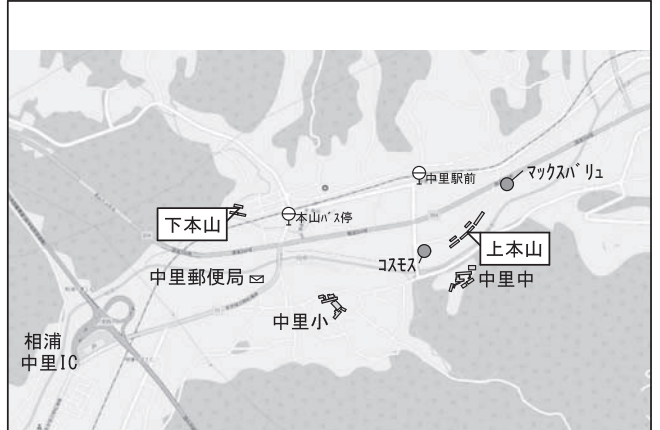 マックスバリュ
中里駅前
下本山
本山バス停
上本山
コスモス
中里郵便局
中里中
中里小
相浦
中里IC